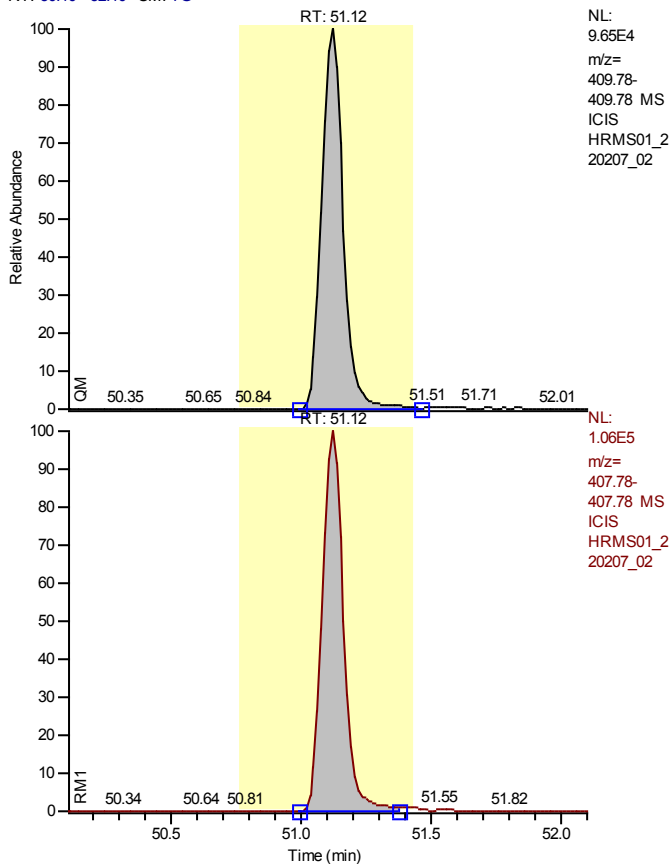 RT: 51.12
NL:
9.65E4
m/z=
409.78-
409.78 MS
ICIS
HRMS01_2
20207_02
100
90
80
70
60
50
40
30
20
10
0
Relative Abundance
QM
50.35 50.65 50.84 51.51 51.71 52.01
RT: 51.12
NL:
1.06E5
m/z=
407.78-
407.78 MS
ICIS
HRMS01_2
20207_02
100
90
80
70
60
50
40
30
20
10
0
RM1
50.34 50.64 50.81 51.55 51.82
50.5 51.0 51.5 52.0
Time (min)